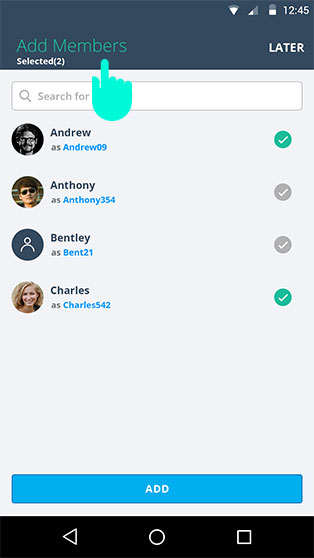 12:45
Add Members
LATER
Selected(2)
Search for
Andrew
as Andrew09
Anthony
as Anthony354
Bentley
as Bent21
Charles
as Charles542
ADD